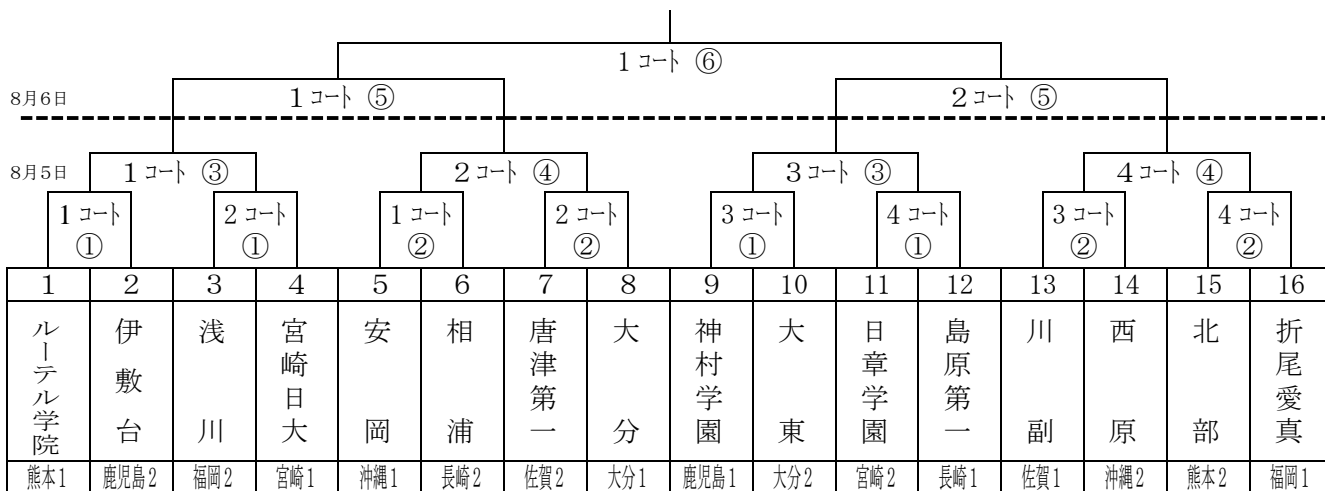 1コート ⑥
8月6日
1コート ⑤
2コート ⑤
8月5日
1コート ③
2コート ④
3コート ③
4コート ④
1コート
①
2コート
①
1コート
②
2コート
②
3コート
①
4コート
①
3コート
②
4コート
②
1 2 3 4 5 6 7 8 9 10 11 12 13 14 15 16
ルーテル学院
伊敷台
浅川
宮崎日大
安岡
相浦
唐津第一
大分
神村学園
大東
日章学園
島原第一
川副
西原
北部
折尾愛真
熊本1 鹿児島2 福岡2 宮崎1 沖縄1 長崎2 佐賀2 大分1 鹿児島1 大分2 宮崎2 長崎1 佐賀1 沖縄2 熊本2 福岡1